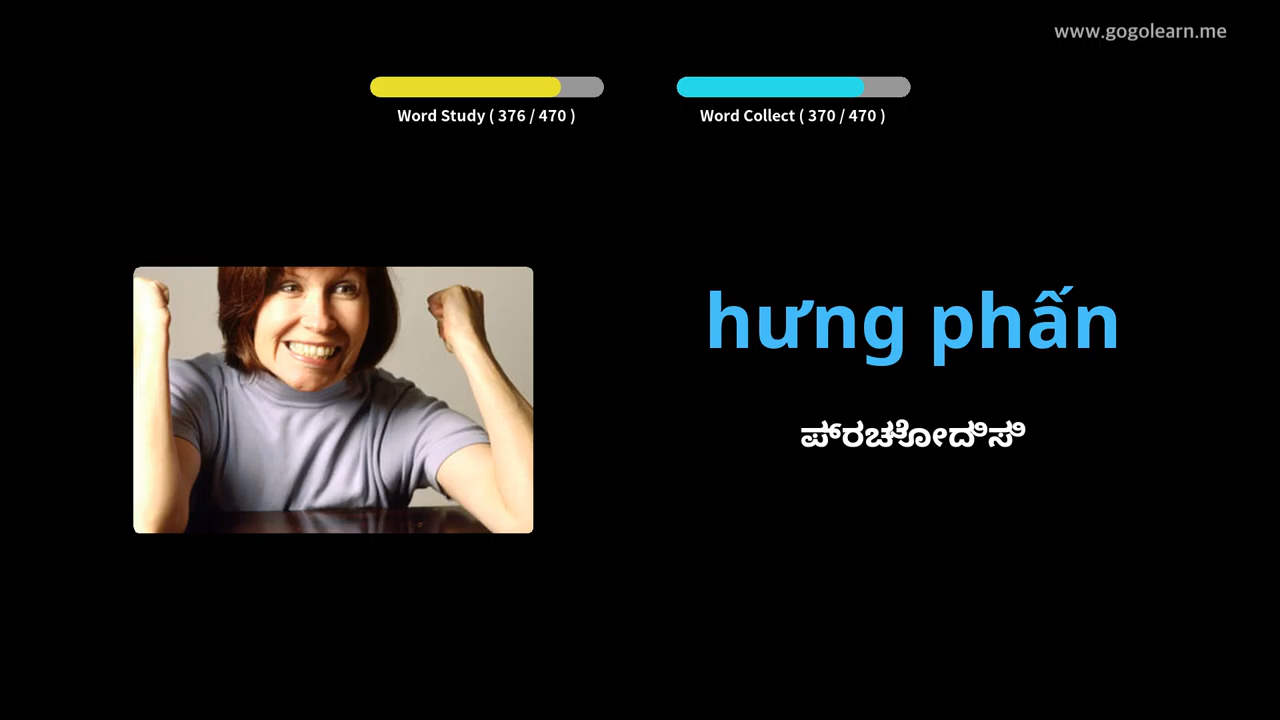 www.gogolearn.me
Word Study ( 376 / 470 )
Word Collect ( 370 / 470 )
hưng phấn
ಪ್ರಚೋದಿಸಿ